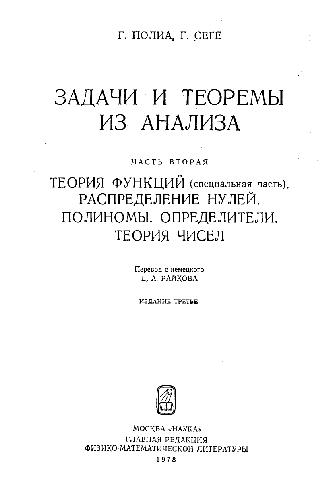 Г. ПОЛИА, Г. СЕГЕ
ЗАДАЧИ И ТЕОРЕМЫ
ИЗ АНАЛИЗА
ЧАСТЬ ВТОРАЯ
ТЕОРИЯ ФУНКЦИЙ (специальная часть).
РАСПРЕДЕЛЕНИЕ НУЛЕЙ.
ПОЛИНОМЫ. ОПРЕДЕЛИТЕЛИ.
ТЕОРИЯ ЧИСЕЛ
Перевод с немецкого
Д. А. РАЙКОВА
ИЗДАНИЕ ТРЕТЬЕ
МОСКВА «НАУКА»
ГЛАВНАЯ РЕДАКЦИЯ
ФИЗИКО-МАТЕМАТИЧЕСКОЙ ЛИТЕРАТУРЫ
1978